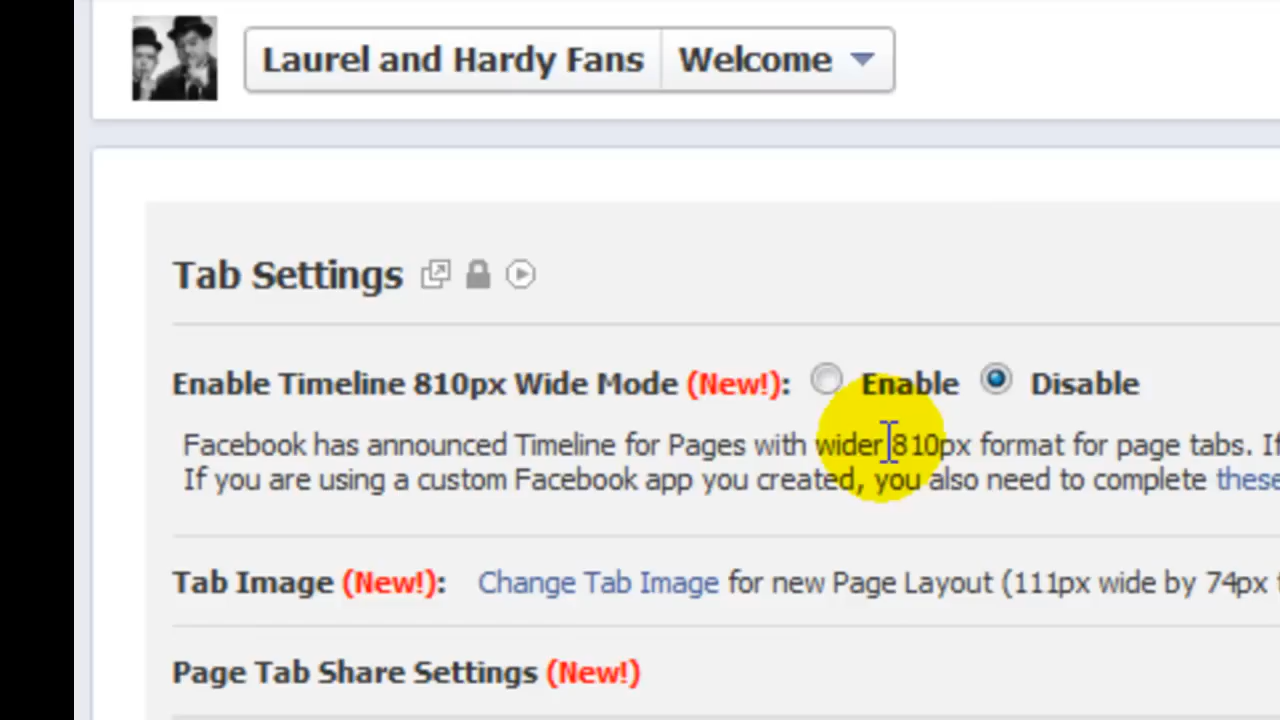 Laurel and Hardy Fans Welcome
Tab Settings
Enable Timeline 810px Wide Mode (New!): Enable Disable
Facebook has announced Timeline for Pages with wider 810px format for page tabs. If
If you are using a custom Facebook app you created, you also need to complete these
Tab Image (New!): Change Tab Image for new Page Layout (111px wide by 74px
Page Tab Share Settings (New!)